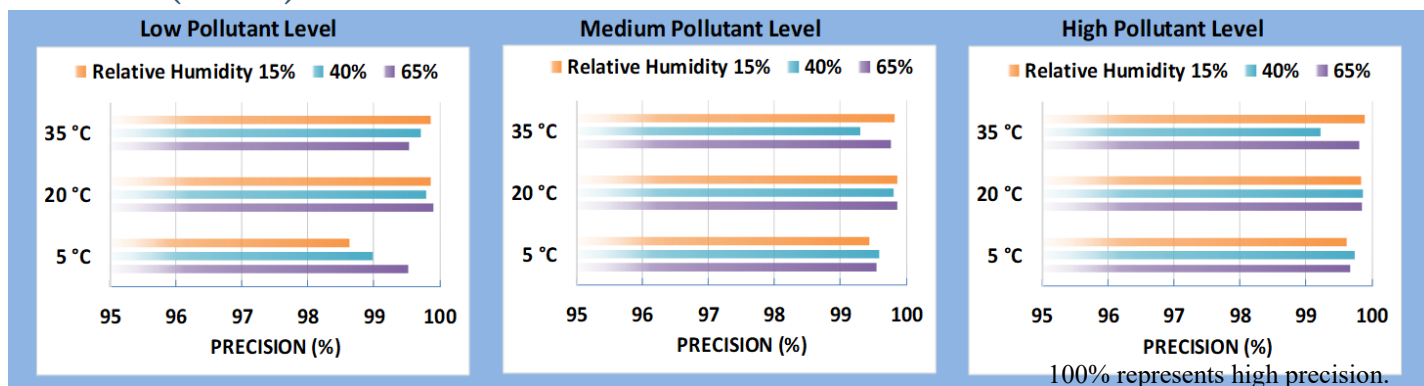 Low Pollutant Level
Relative Humidity 15% 40% 65%
35 °C
20 °C
5 °C
95 96 97 98 99 100
PRECISION (%)
Medium Pollutant Level
Relative Humidity 15% 40% 65%
35 °C
20 °C
5 °C
95 96 97 98 99 100
PRECISION (%)
High Pollutant Level
Relative Humidity 15% 40% 65%
35 °C
20 °C
5 °C
95 96 97 98 99 100
PRECISION (%)
100% represents high precision.